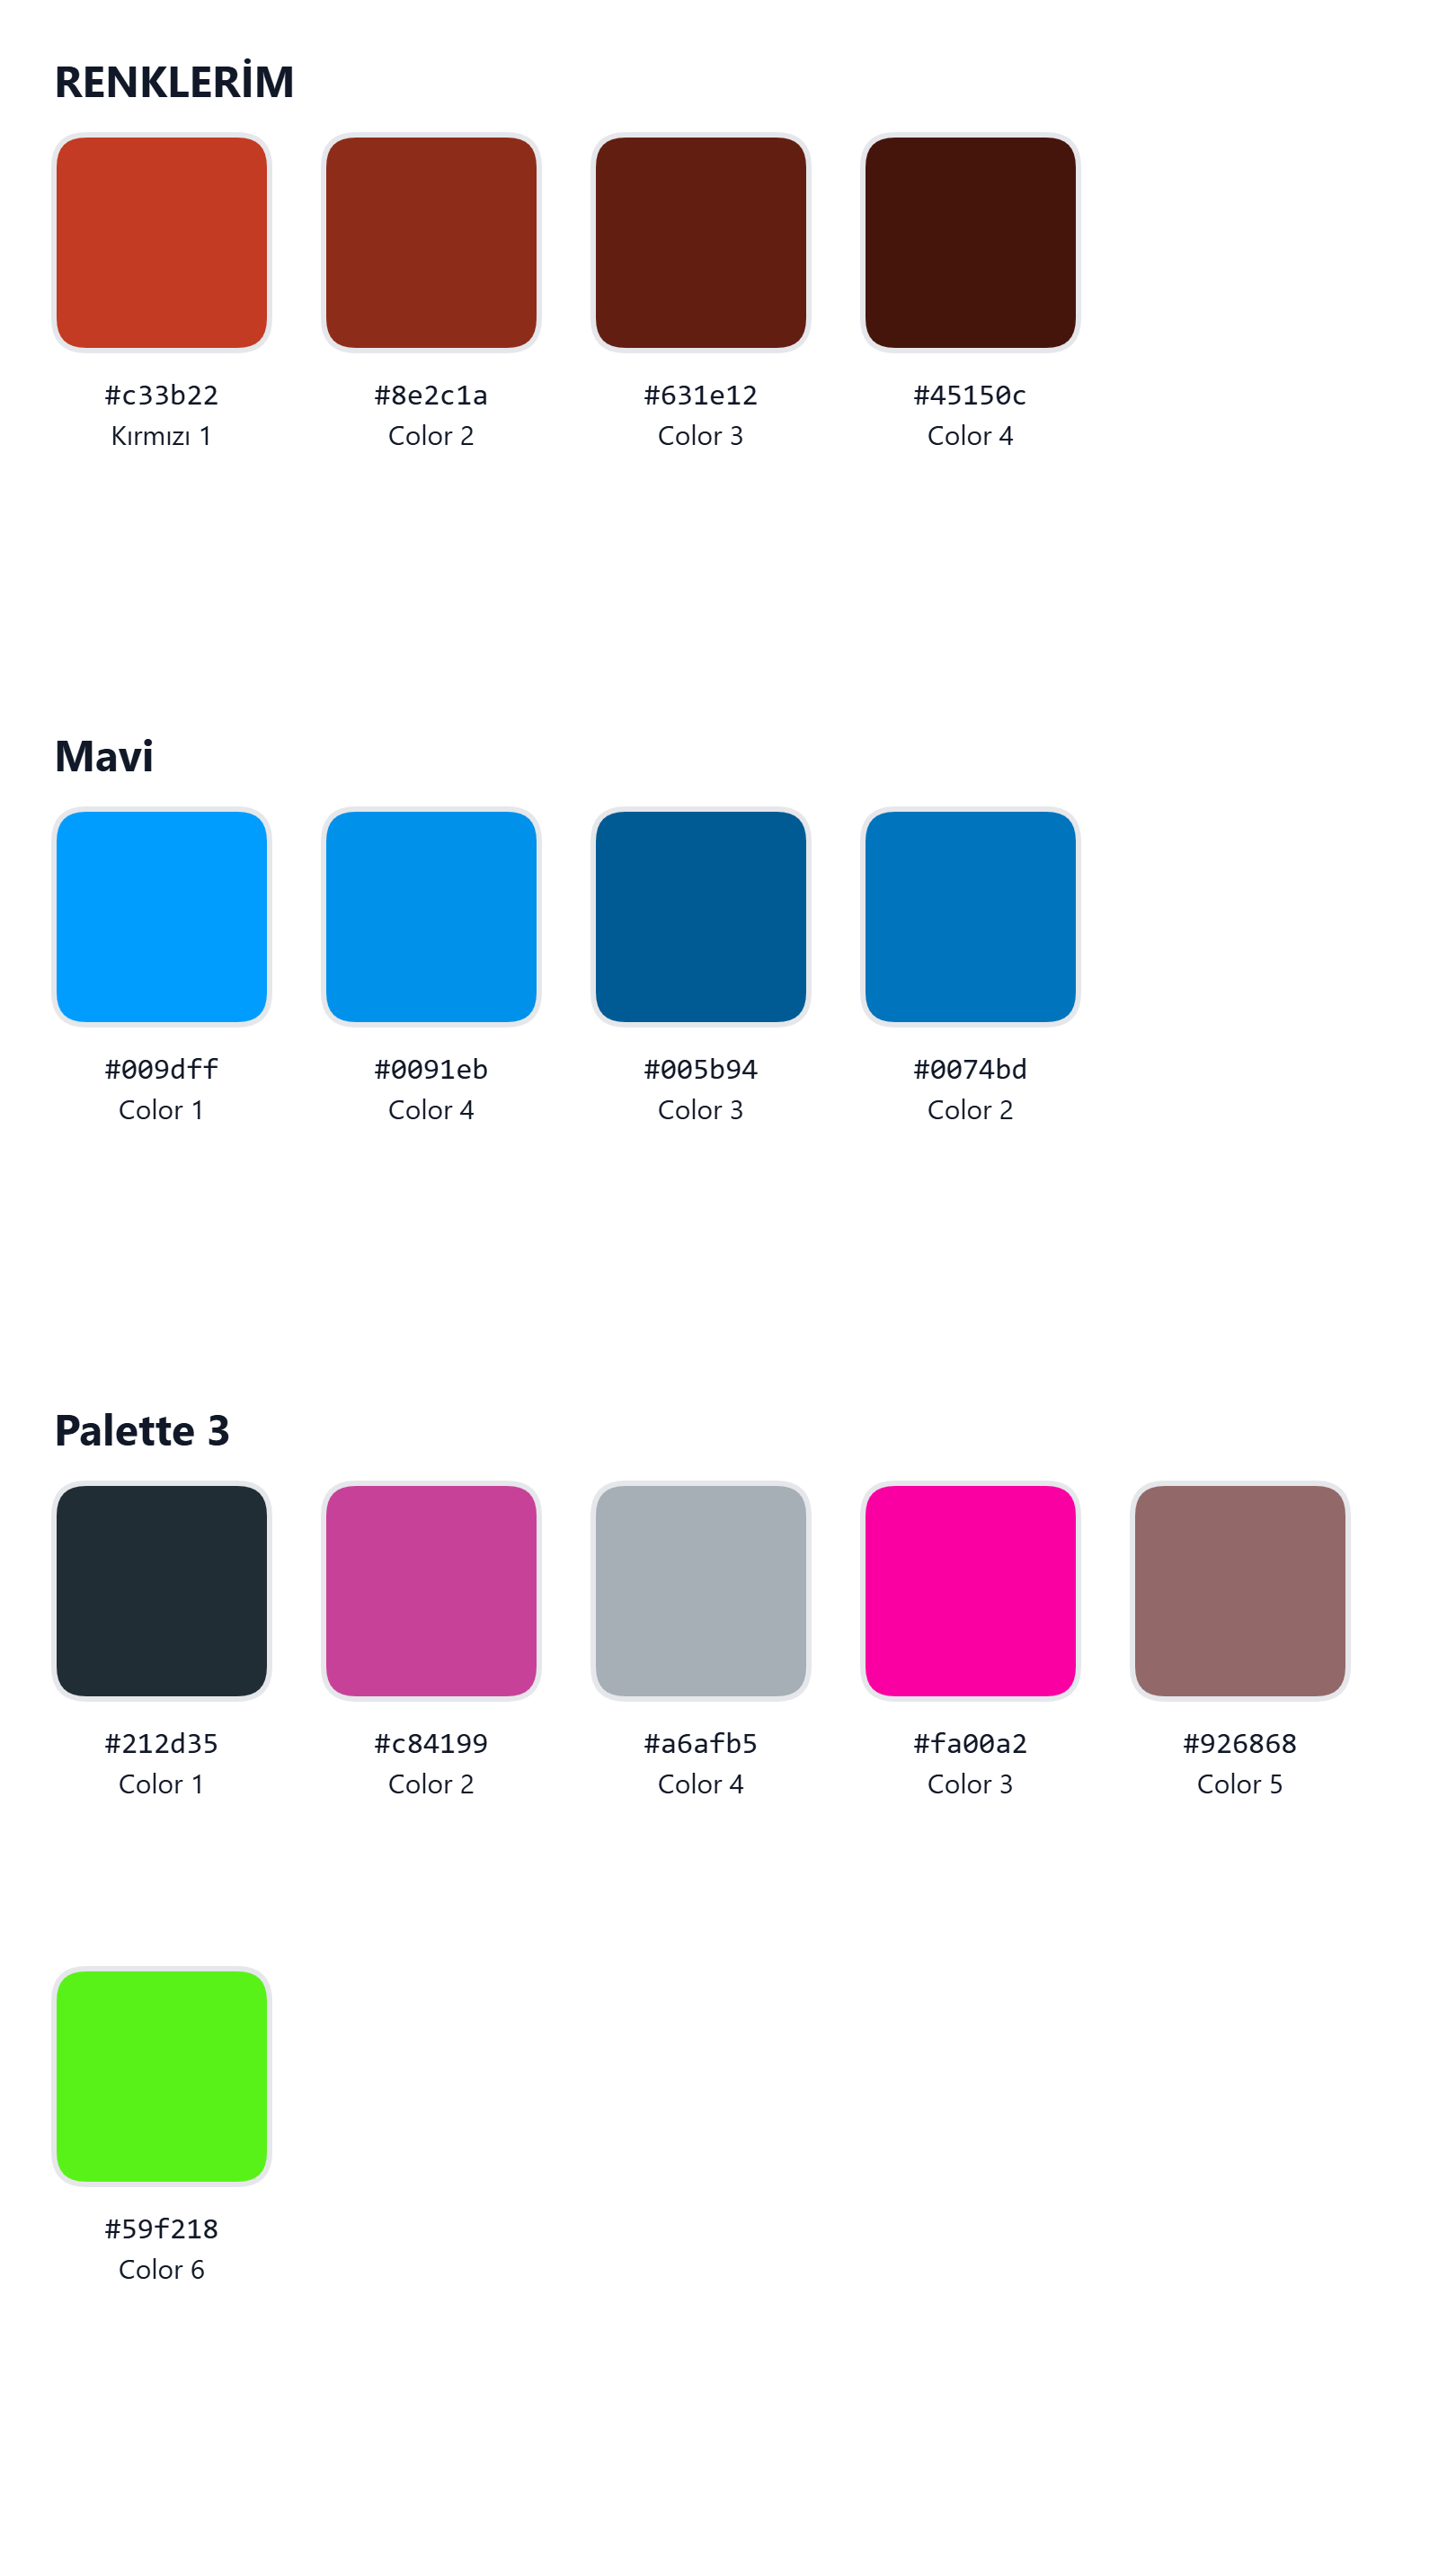 RENKLERİM
#c33b22 #8e2c1a #631e12 #45150c
Kırmızı 1 Color 2 Color 3 Color 4
Mavi
#009dff #0091eb #005b94 #0074bd
Color 1 Color 4 Color 3 Color 2
Palette 3
#212d35 #c84199 #a6afb5 #fa00a2 #926868
Color 1 Color 2 Color 4 Color 3 Color 5
#59f218
Color 6